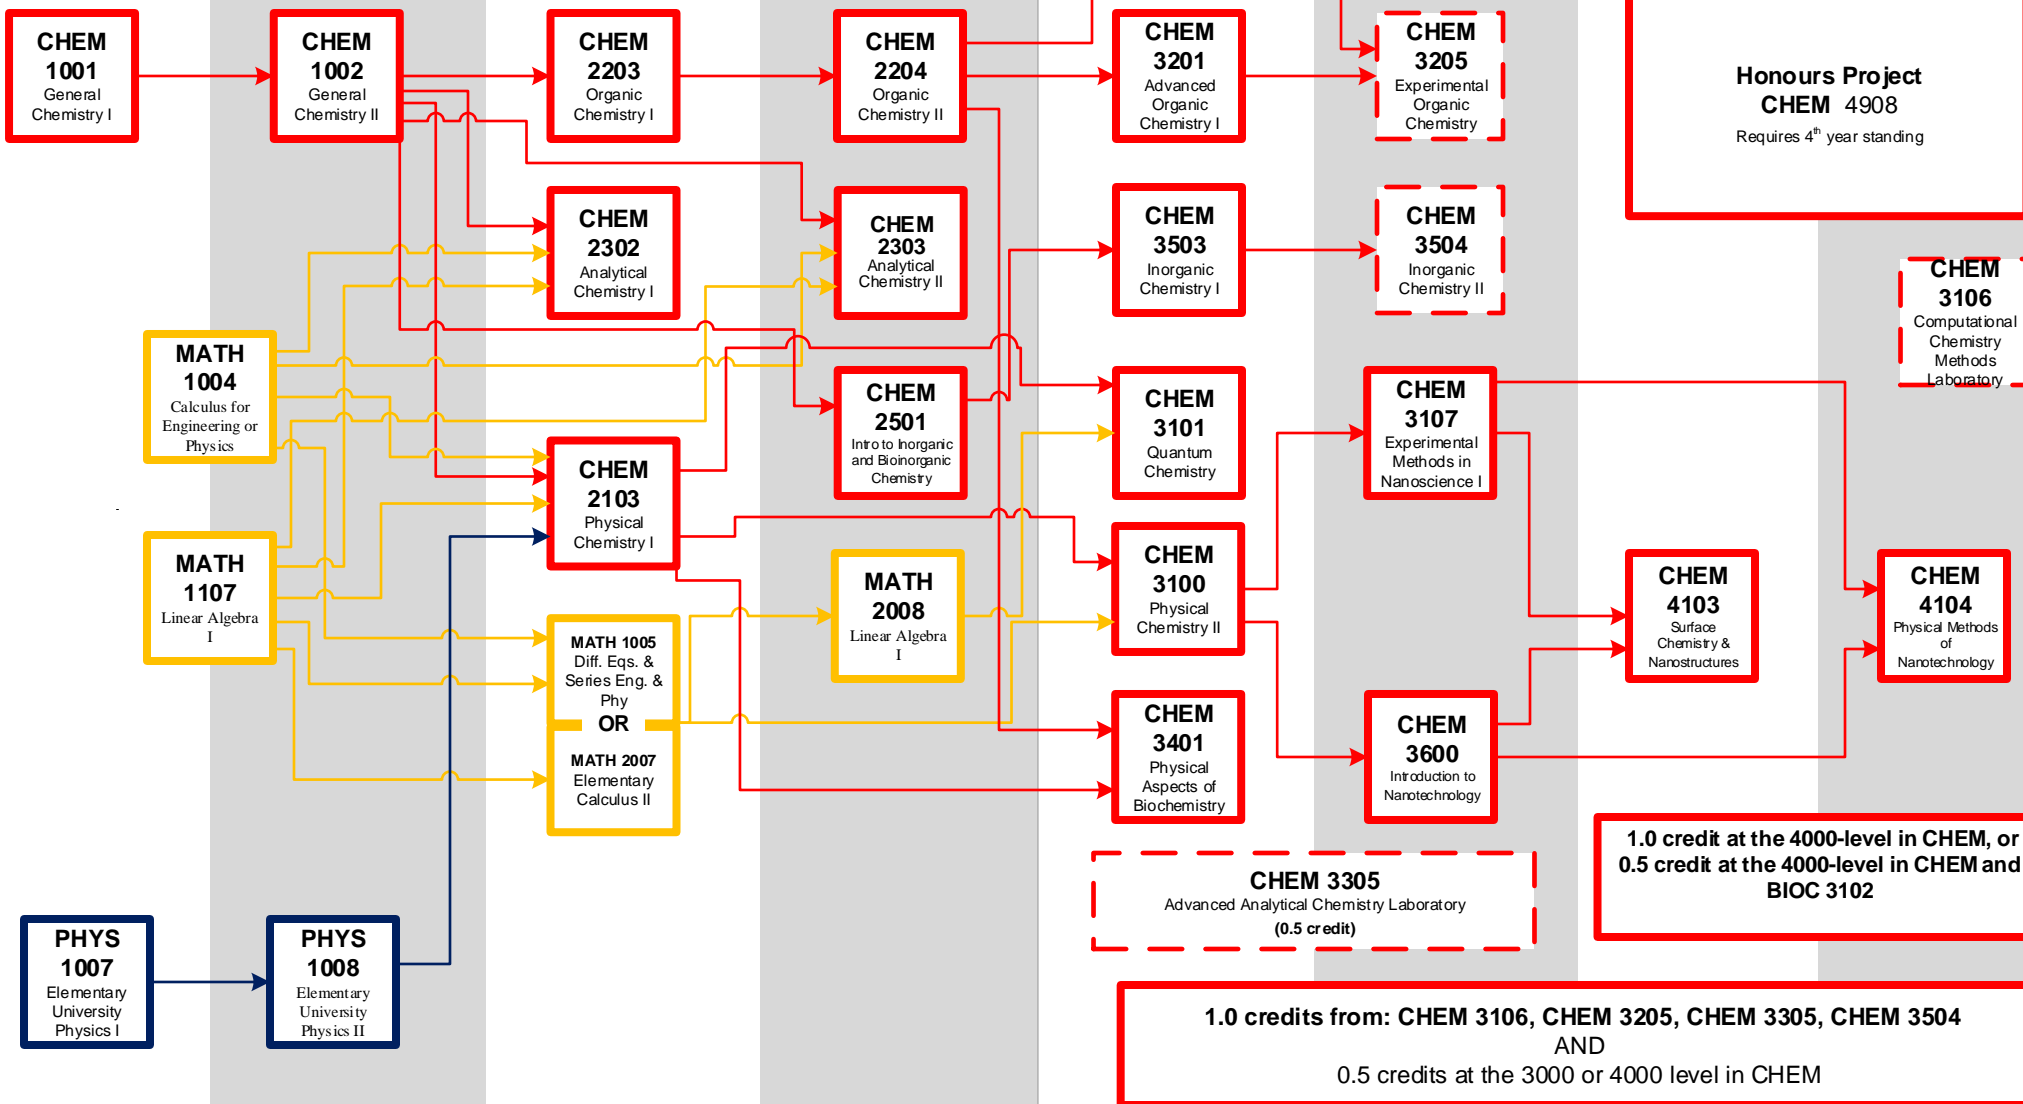 CHEM
1001
General
Chemistry I
CHEM
1002
General
Chemistry II
CHEM
2203
Organic
Chemistry I
CHEM
2204
Organic
Chemistry II
CHEM
3201
Advanced
Organic
Chemistry I
CHEM
3205
Experimental
Organic
Chemistry
Honours Project
CHEM 4908
Requires 4th year standing
CHEM
2302
Analytical
Chemistry I
CHEM
2303
Analytical
Chemistry II
CHEM
3503
Inorganic
Chemistry I
CHEM
3504
Inorganic
Chemistry II
CHEM
3106
Computational
Chemistry
Methods
Laboratory
MATH
1004
Calculus for
Engineering or
Physics
CHEM
2501
Intro to Inorganic
and Bioinorganic
Chemistry
CHEM
3101
Quantum
Chemistry
CHEM
3107
Experimental
Methods in
Nanoscience I
CHEM
2103
Physical
Chemistry I
MATH
1107
Linear Algebra
I
MATH
2008
Linear Algebra
I
CHEM
3100
Physical
Chemistry II
CHEM
4103
Surface
Chemistry &
Nanostructures
CHEM
4104
Physical Methods
of
Nanotechnology
MATH 1005
Diff. Eqs. &
Series Eng. &
Phy
OR
MATH 2007
Elementary
Calculus II
CHEM
3401
Physical
Aspects of
Biochemistry
CHEM
3600
Introduction to
Nanotechnology
1.0 credit at the 4000-level in CHEM, or
0.5 credit at the 4000-level in CHEM and
BIOC 3102
CHEM 3305
Advanced Analytical Chemistry Laboratory
(0.5 credit)
PHYS
1007
Elementary
University
Physics I
PHYS
1008
Elementary
University
Physics II
1.0 credits from: CHEM 3106, CHEM 3205, CHEM 3305, CHEM 3504
AND
0.5 credits at the 3000 or 4000 level in CHEM